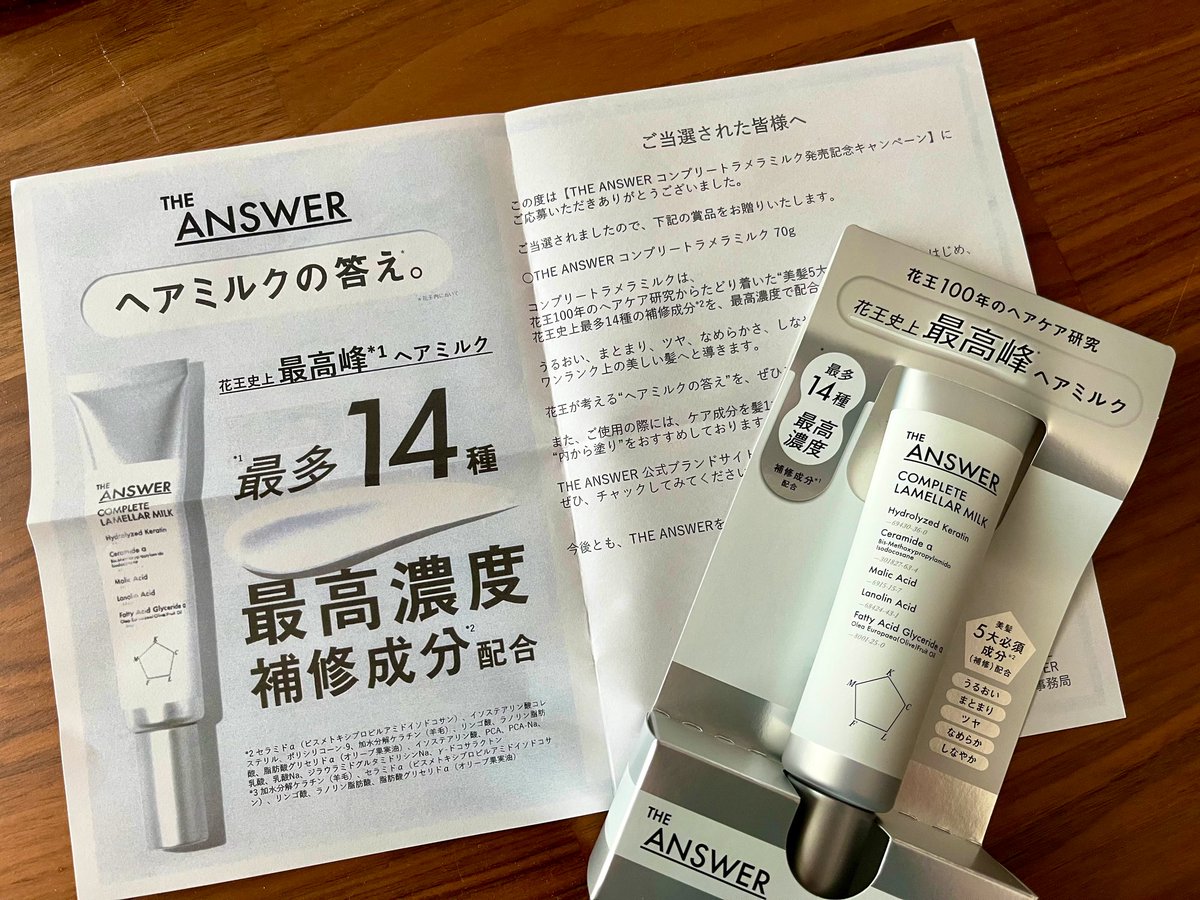 THE
ANSWER
ヘアミルクの答え。*
*花王内において
花王史上 最高峰*1 ヘアミルク
*1 最多14種
最高濃度
補修成分*2 配合
THE
ANSWER
COMPLETE
LAMELLAR MILK
Hydrolyzed Keratin
Ceramide α
Bis-Methoxypropylamido
Isodocosane
Malic Acid
Lanolin Acid
Fatty Acid Glyceride α
Olea Europaea(Olive)Fruit Oil
K
M
C
F
L
*2 セラミドα(ビスメトキシプロピルアミドイソドコサン)、イソステアリン酸コレ
ステリル、ポリシリコーン-9、加水分解ケラチン(羊毛)、リンゴ酸、ラノリン脂肪
酸、脂肪酸グリセリドα(オリーブ果実油)、イソステアリン酸、PCA、PCA-Na、
乳酸、乳酸Na、ジラウラミドグルタミドリシンNa、γ-ドコサラクトン
*3 加水分解ケラチン(羊毛)、セラミドα(ビスメトキシプロピルアミドイソドコサ
ン)、リンゴ酸、ラノリン脂肪酸、脂肪酸グリセリドα(オリーブ果実油)
ご当選された皆様へ
この度は【THE ANSWER コンプリートラメラミルク発売記念キャンペーン】に
ご応募いただきありがとうございました。
ご当選されましたので、下記の賞品をお贈りいたします。
○THE ANSWER コンプリートラメラミルク 70g
コンプリートラメラミルクは、
はじめ、
花王100年のヘアケア研究からたどり着いた“美髪5大
花王史上最多14種の補修成分*2を、最高濃度で配合
うるおい、まとまり、ツヤ、なめらかさ、しな
ワンランク上の美しい髪へと導きます。
花王が考える“ヘアミルクの答え”を、ぜひ
また、ご使用の際には、ケア成分を髪1
“内から塗り”をおすすめしております
THE ANSWER 公式ブランドサイト
ぜひ、チェックしてみてください
今後とも、THE ANSWERを
事務局
花王100年のヘアケア研究
花王史上 最高峰* ヘアミルク
最多
14種
最高
濃度
補修成分*1
配合
THE
ANSWER
COMPLETE
LAMELLAR MILK
Hydrolyzed Keratin
—69430-36-0
Ceramide α
Bis-Methoxypropylamido
Isodocosane
—301827-63-4
Malic Acid
—6915-15-7
Lanolin Acid
—68424-43-1
Fatty Acid Glyceride α
Olea Europaea(Olive)Fruit Oil
—8001-25-0
K
M
C
F
L
美髪
5大必須
成分*2
(補修)配合
うるおい
まとまり
ツヤ
なめらか
しなやか
THE
ANSWER